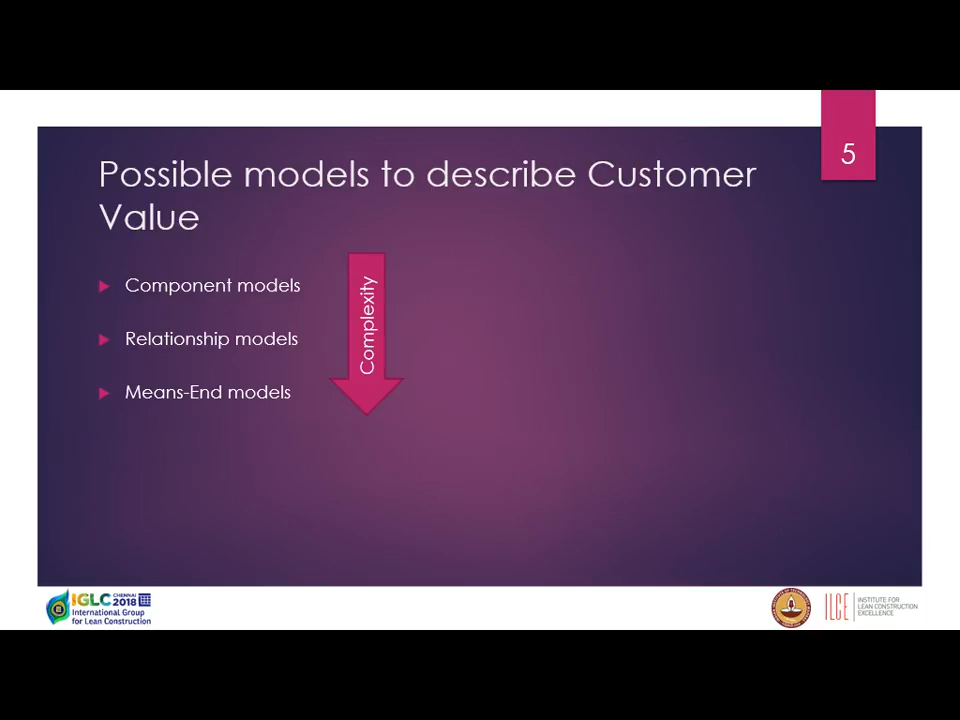 5
Possible models to describe Customer
Value
Component models
Relationship models
Means-End models
Complexity
IGLC CHENNAI 2018
International Group
for Lean Construction
ILCE
INSTITUTE FOR
LEAN CONSTRUCTION
EXCELLENCE